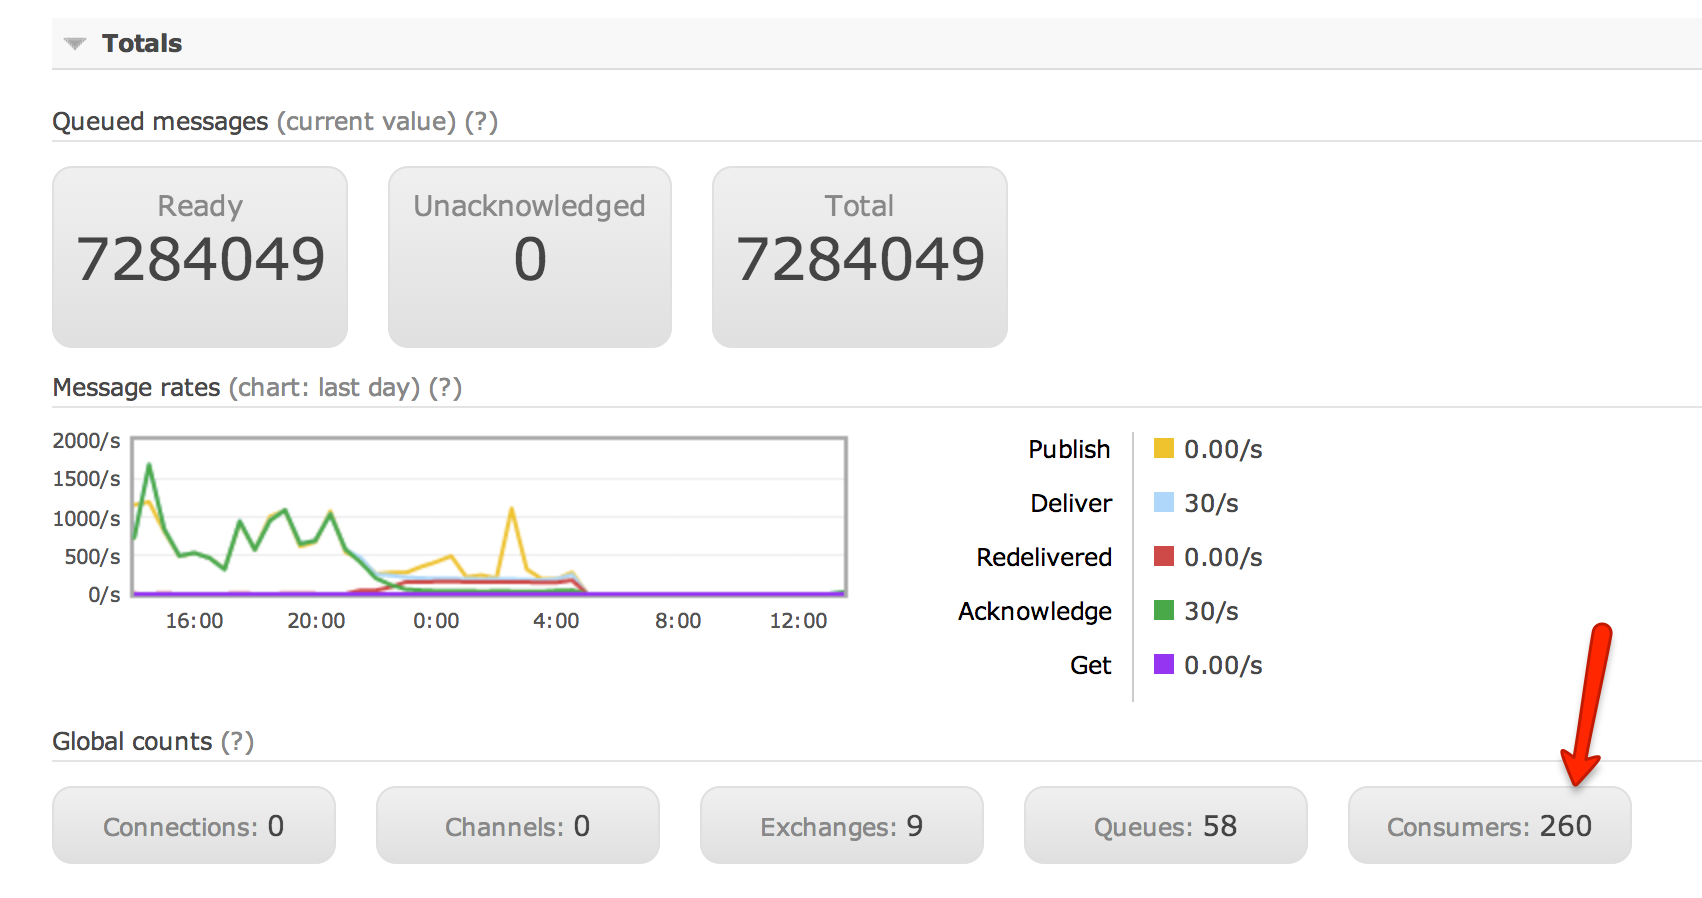 Totals
Queued messages (current value) (?)
Ready Unacknowledged Total
7284049 0 7284049
Message rates (chart: last day) (?)
2000/s
1500/s
1000/s
500/s
0/s
16:00 20:00 0:00 4:00 8:00 12:00
Publish 0.00/s
Deliver 30/s
Redelivered 0.00/s
Acknowledge 30/s
Get 0.00/s
Global counts (?)
Connections: 0 Channels: 0 Exchanges: 9 Queues: 58 Consumers: 260